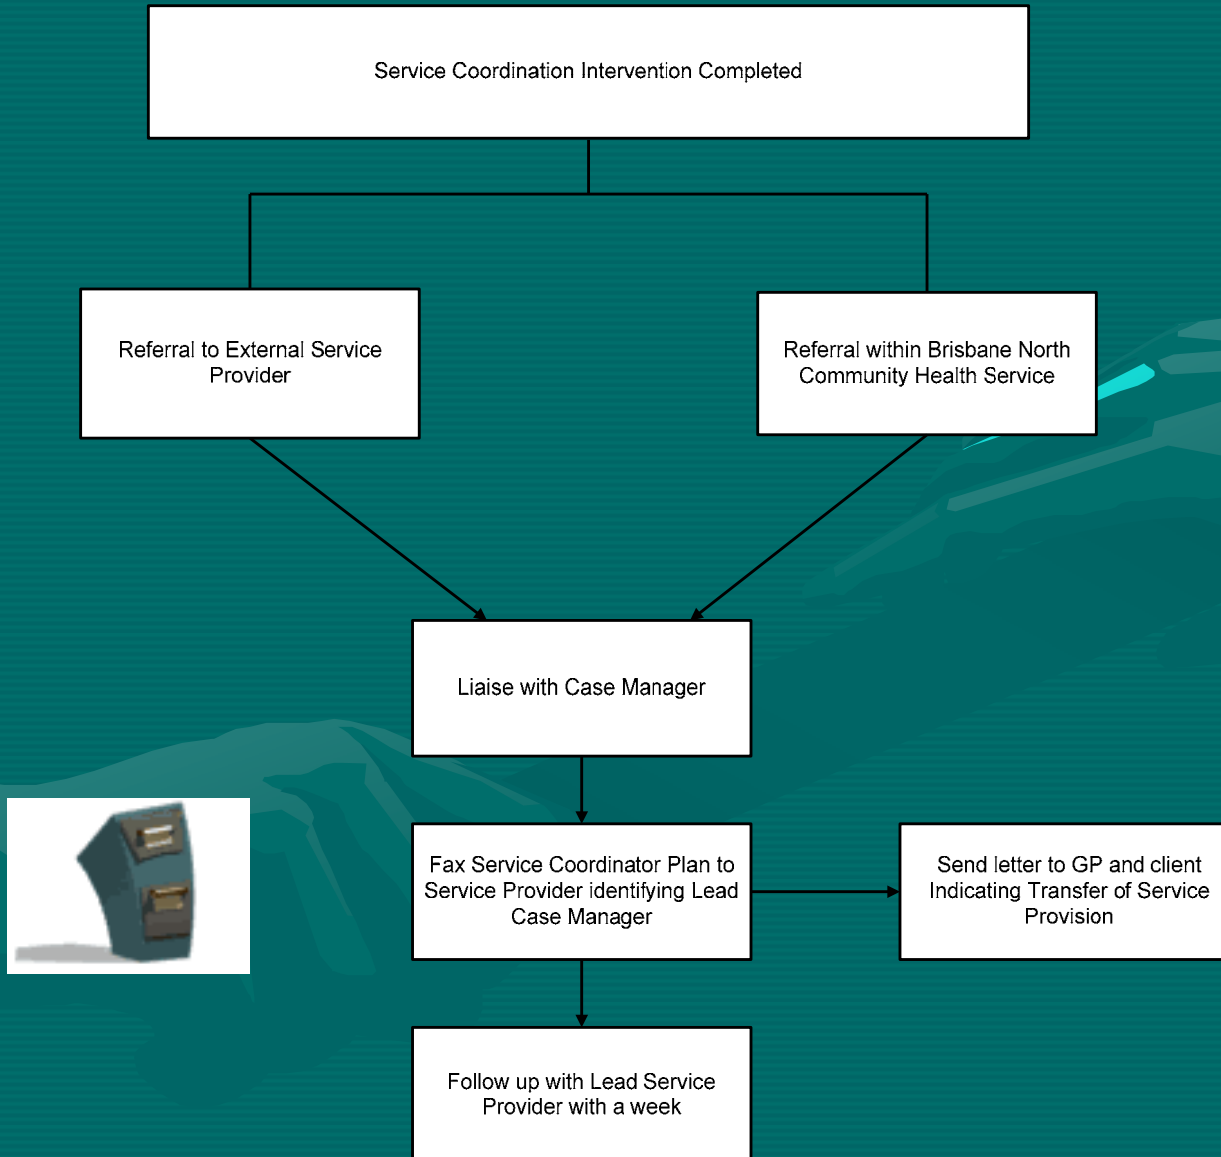 Service Coordination Intervention Completed
Referral to External Service
Provider
Referral within Brisbane North
Community Health Service
Liaise with Case Manager
Fax Service Coordinator Plan to
Service Provider identifying Lead
Case Manager
Send letter to GP and client
Indicating Transfer of Service
Provision
Follow up with Lead Service
Provider with a week